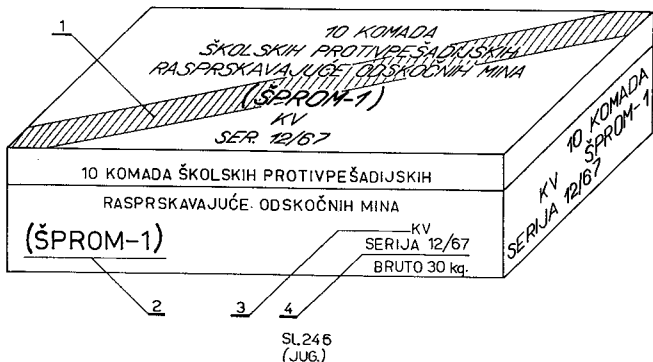 1
10 KOMADA
ŠKOLSKIH PROTIVPEŠADIJSKIH
RASPRSKAVAJUĆE ODSKOČNIH MINA
(ŠPROM-1)
KV
SER. 12/67
10 KOMADA ŠKOLSKIH PROTIVPEŠADIJSKIH
RASPRSKAVAJUĆE. ODSKOČNIH MINA
(ŠPROM-1)
KV
SERIJA 12/67
BRUTO 30 kg.
10 KOMADA
ŠPROM-1
KV
SERIJA 12/67
2
3
4
SL.246
(JUG.)